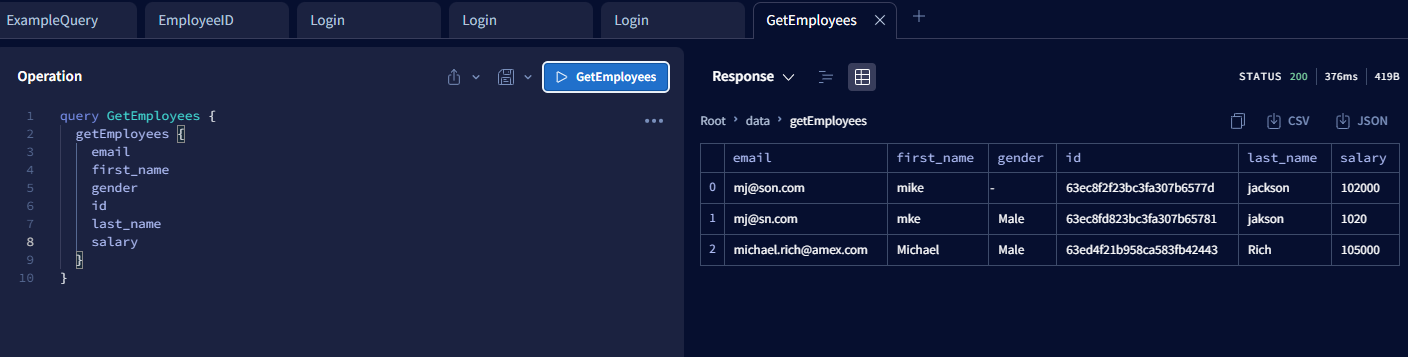 ExampleQuery EmployeeID Login Login Login GetEmployees
Operation GetEmployees
1 query GetEmployees {
2 getEmployees {
3 email
4 first_name
5 gender
6 id
7 last_name
8 salary
9 }
10 }
Response STATUS 200 376ms 419B
Root data getEmployees CSV JSON
email first_name gender id last_name salary
0 mj@son.com mike - 63ec8f2f23bc3fa307b6577d jackson 102000
1 mj@sn.com mke Male 63ec8fd823bc3fa307b65781 jakson 1020
2 michael.rich@amex.com Michael Male 63ed4f21b958ca583fb42443 Rich 105000